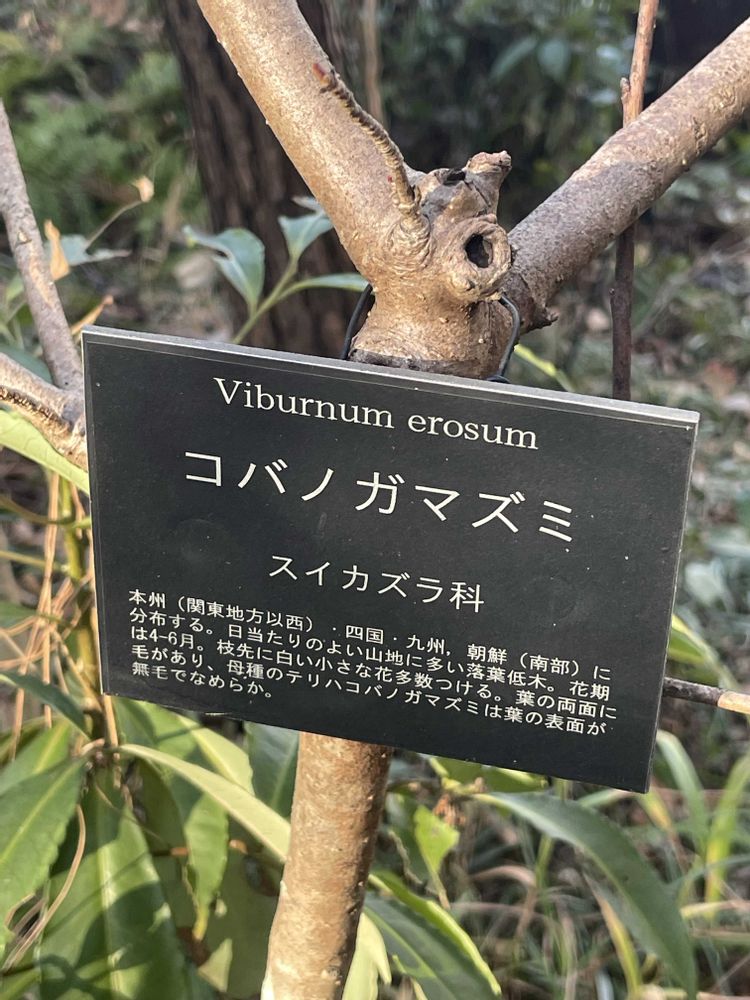 Viburnum erosum
コバノガマズミ
スイカズラ科
本州（関東地方以西）・四国・九州，朝鮮（南部）に
分布する。日当たりのよい山地に多い落葉低木。花期
は4-6月。枝先に白い小さな花多数つける。葉の両面に
毛があり、母種のテリハコバノガマズミは葉の表面が
無毛でなめらか。